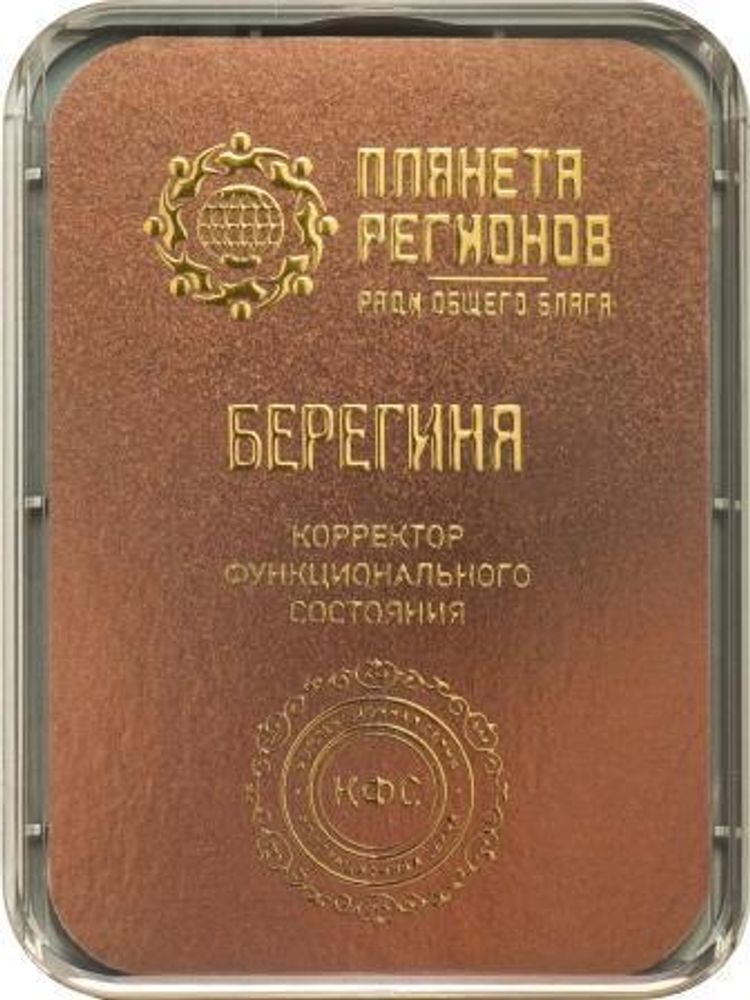 ПЛАНЕТА
РЕГИОНОВ
РАДИ ОБЩЕГО БЛАГА
БЕРЕГИНЯ
КОРРЕКТОР
ФУНКЦИОНАЛЬНОГО
СОСТОЯНИЯ
КФС